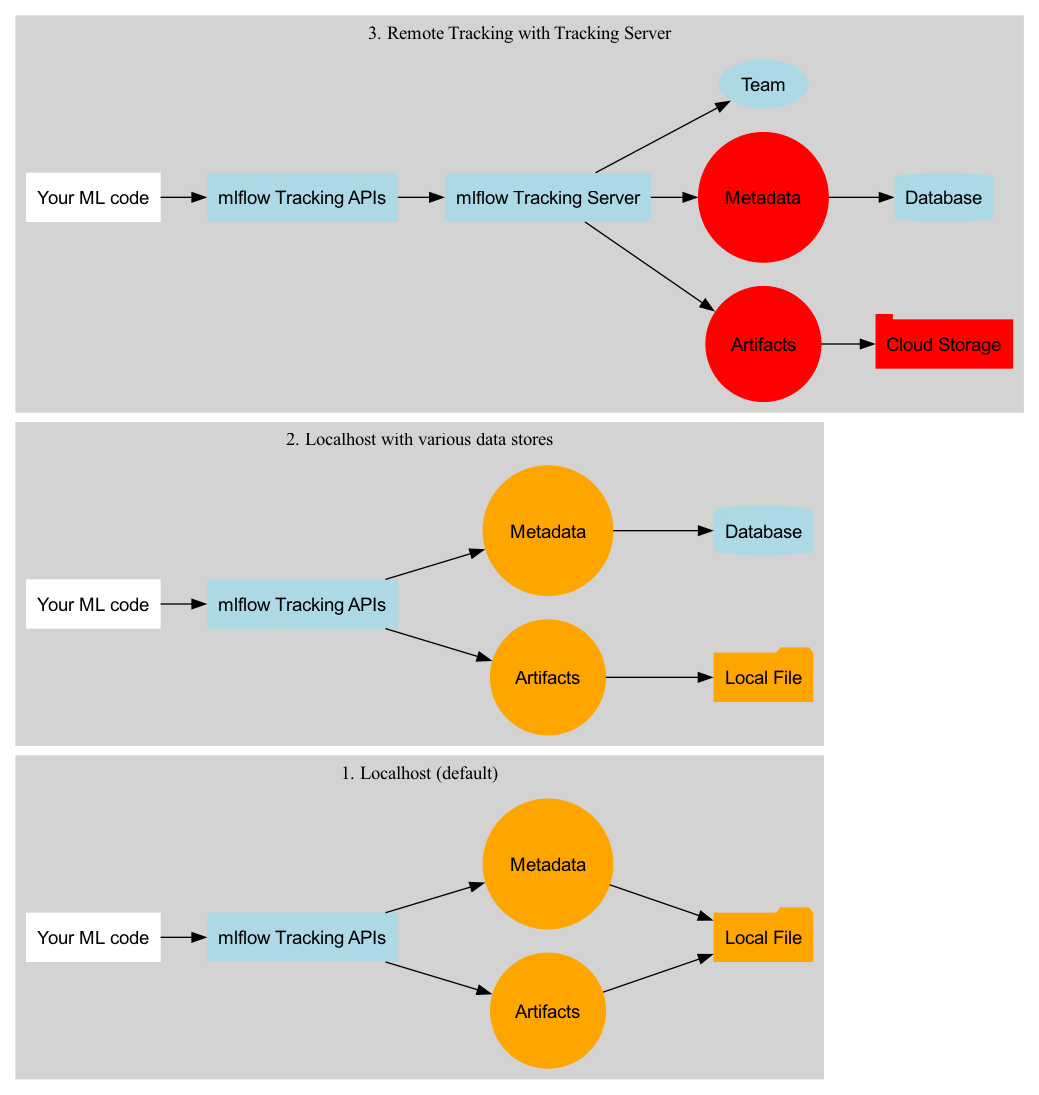 3. Remote Tracking with Tracking Server
Team
Your ML code
mlflow Tracking APIs
mlflow Tracking Server
Metadata
Database
Artifacts
Cloud Storage
2. Localhost with various data stores
Metadata
Database
Your ML code
mlflow Tracking APIs
Artifacts
Local File
1. Localhost (default)
Metadata
Your ML code
mlflow Tracking APIs
Local File
Artifacts